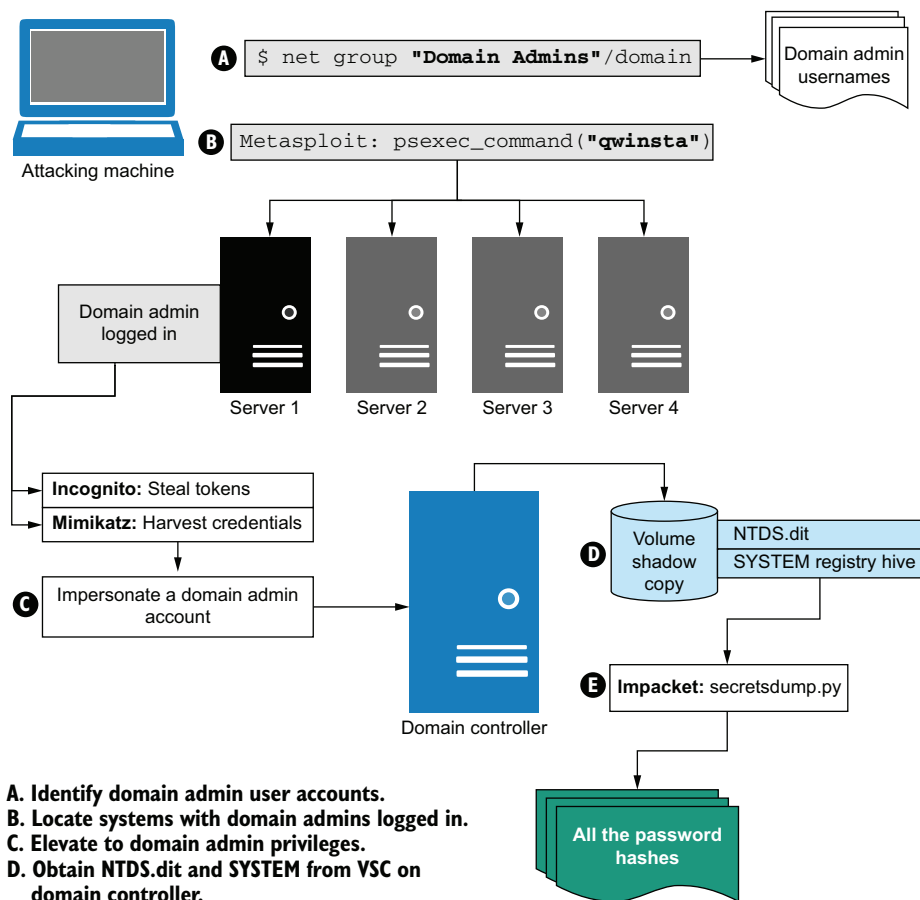 A
$ net group "Domain Admins"/domain
Domain admin
usernames
B
Metasploit: psexec_command("qwinsta")
Attacking machine
Domain admin
logged in
Server 1
Server 2
Server 3
Server 4
Incognito: Steal tokens
Mimikatz: Harvest credentials
C
Impersonate a domain admin
account
Domain controller
D
Volume
shadow
copy
NTDS.dit
SYSTEM registry hive
E
Impacket: secretsdump.py
All the password
hashes
A. Identify domain admin user accounts.
B. Locate systems with domain admins logged in.
C. Elevate to domain admin privileges.
D. Obtain NTDS.dit and SYSTEM from VSC on
domain controller.